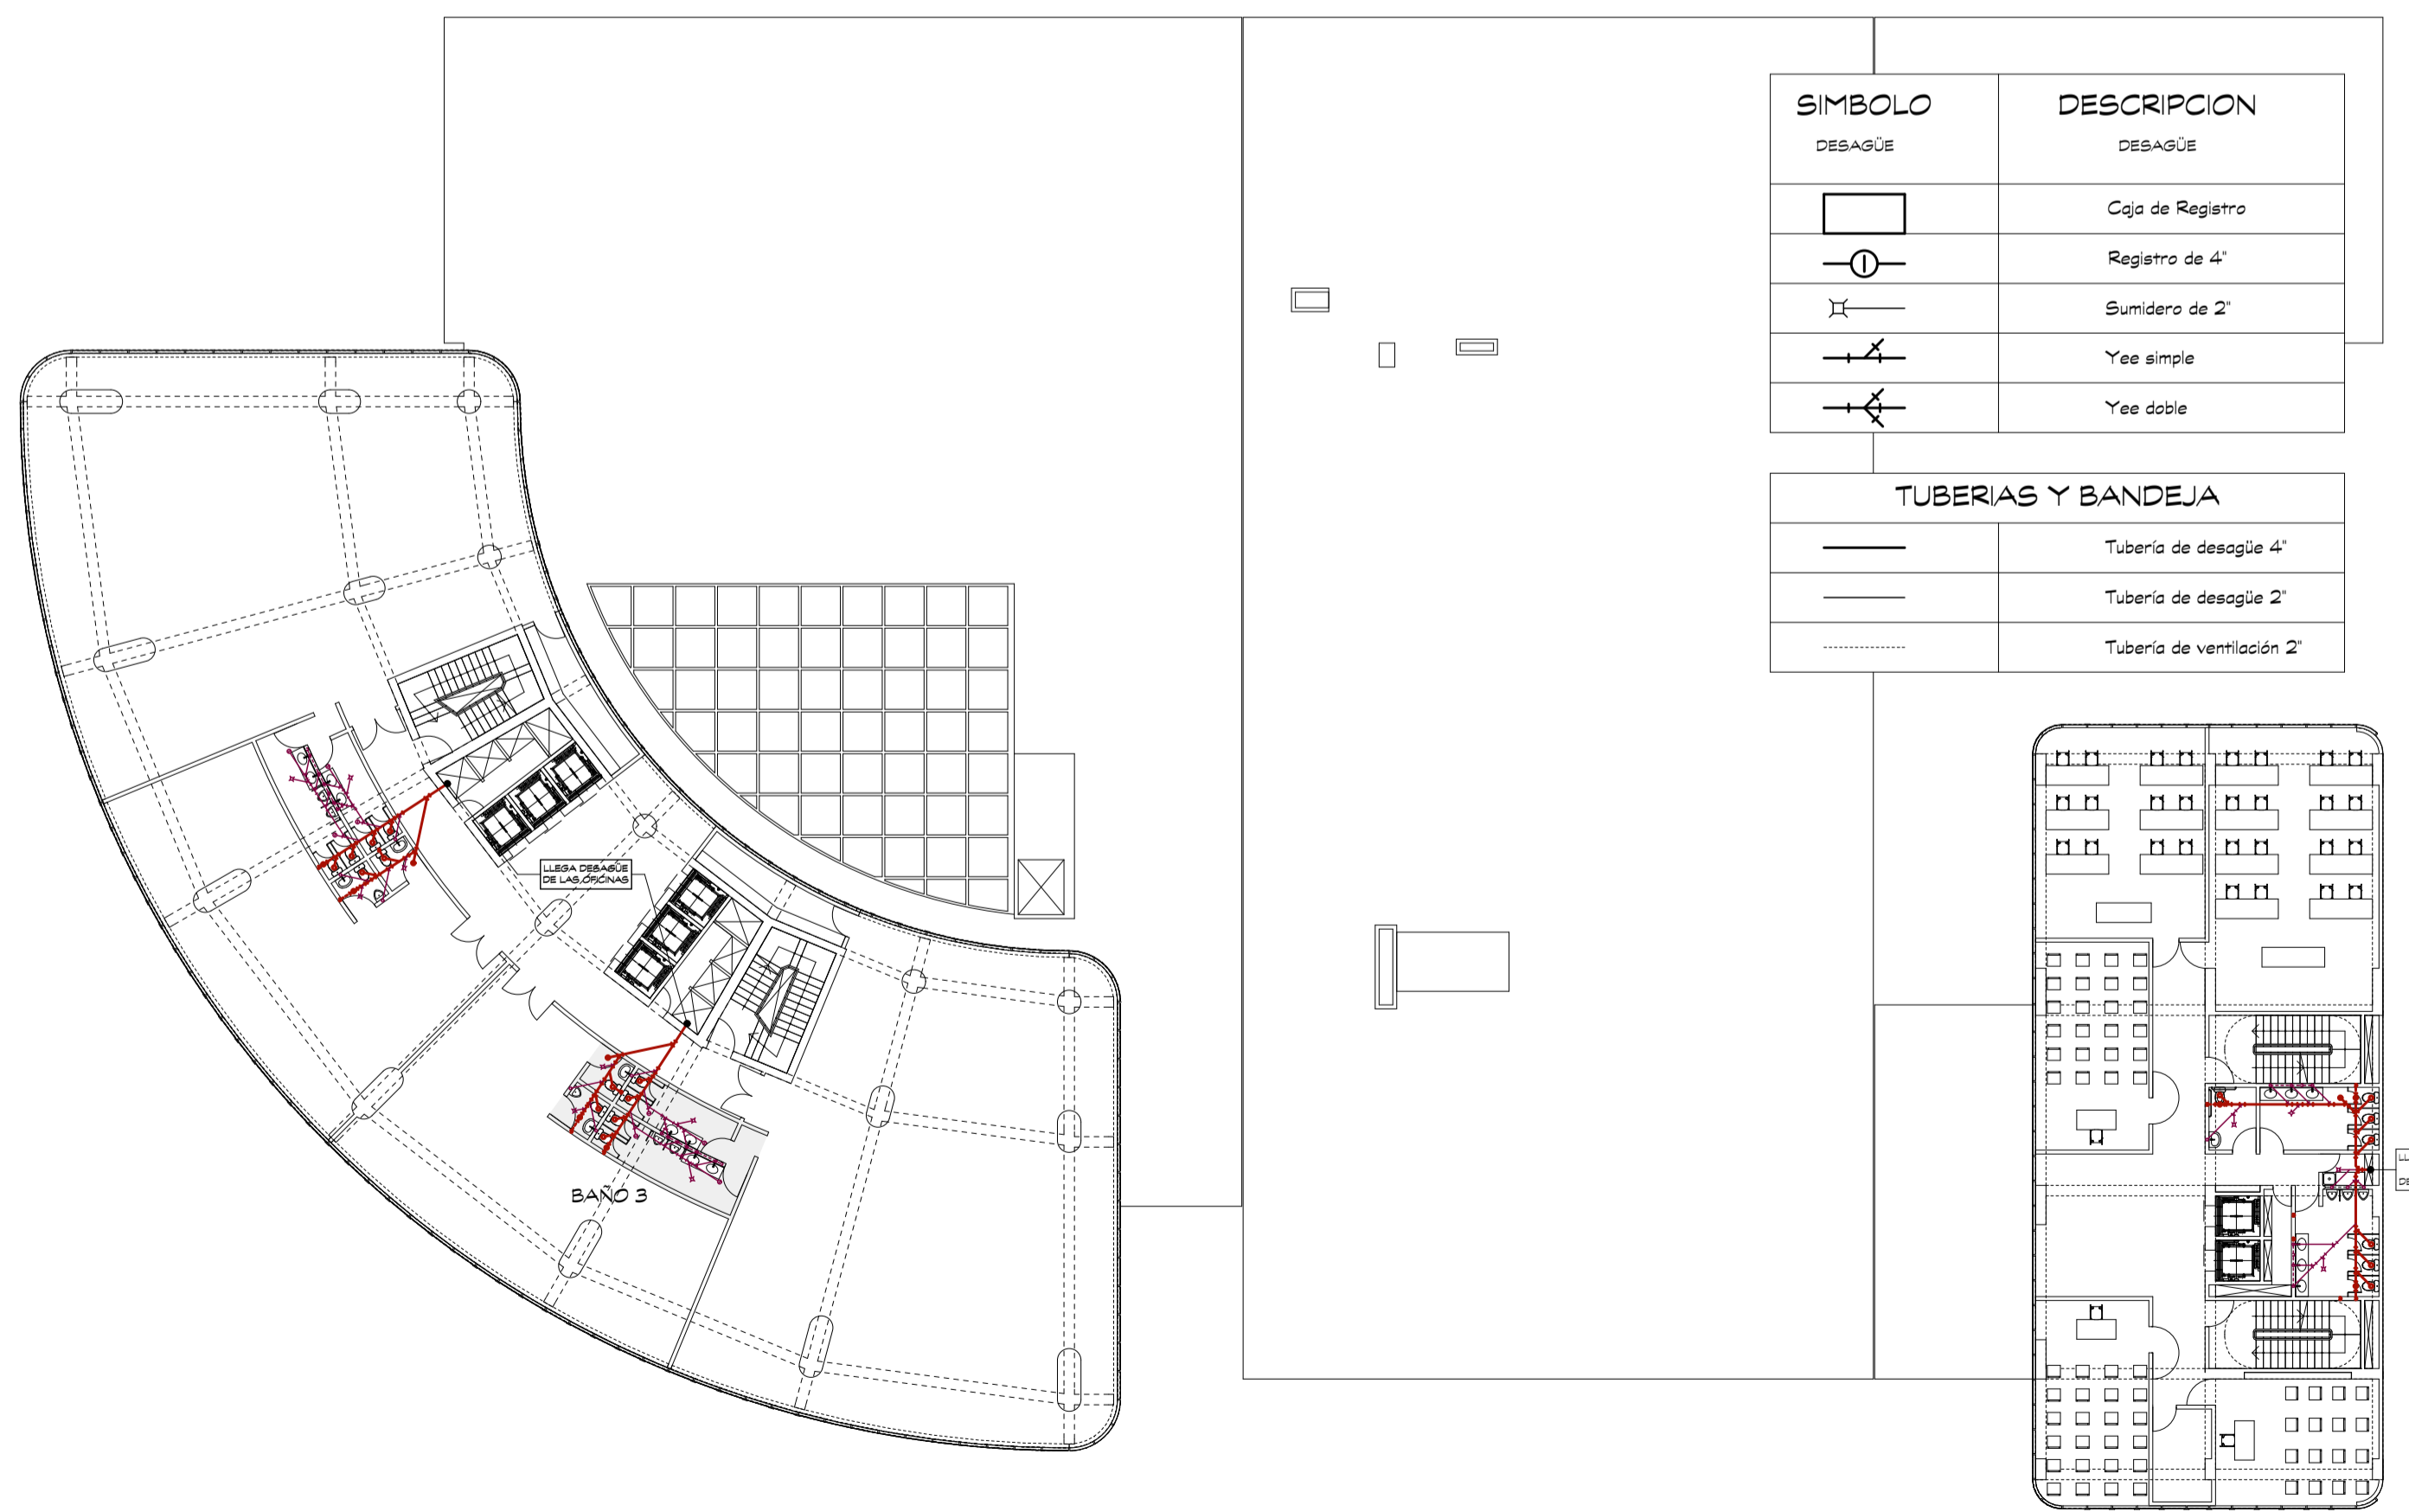 SIMBOLO DESCRIPCION
DESAGÜE DESAGÜE
Caja de Registro
Registro de 4"
Sumidero de 2"
Yee simple
Yee doble
TUBERIAS Y BANDEJA
Tubería de desagüe 4"
Tubería de desagüe 2"
Tubería de ventilación 2"
LLEGA DESAGÜE
DE LAS OFICINAS
BAÑO 3